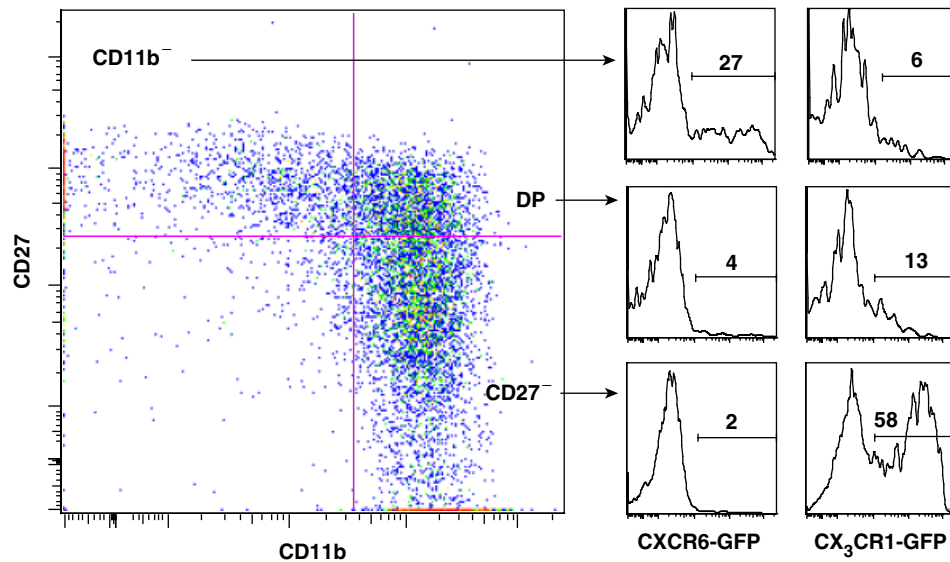 CD11b⁻
27
6
DP
4
13
CD27
CD27⁻
2
58
CD11b
CXCR6-GFP
CX₃CR1-GFP